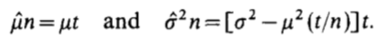 μ̂n = μt and σ̂²n = [σ² − μ²(t/n)]t.